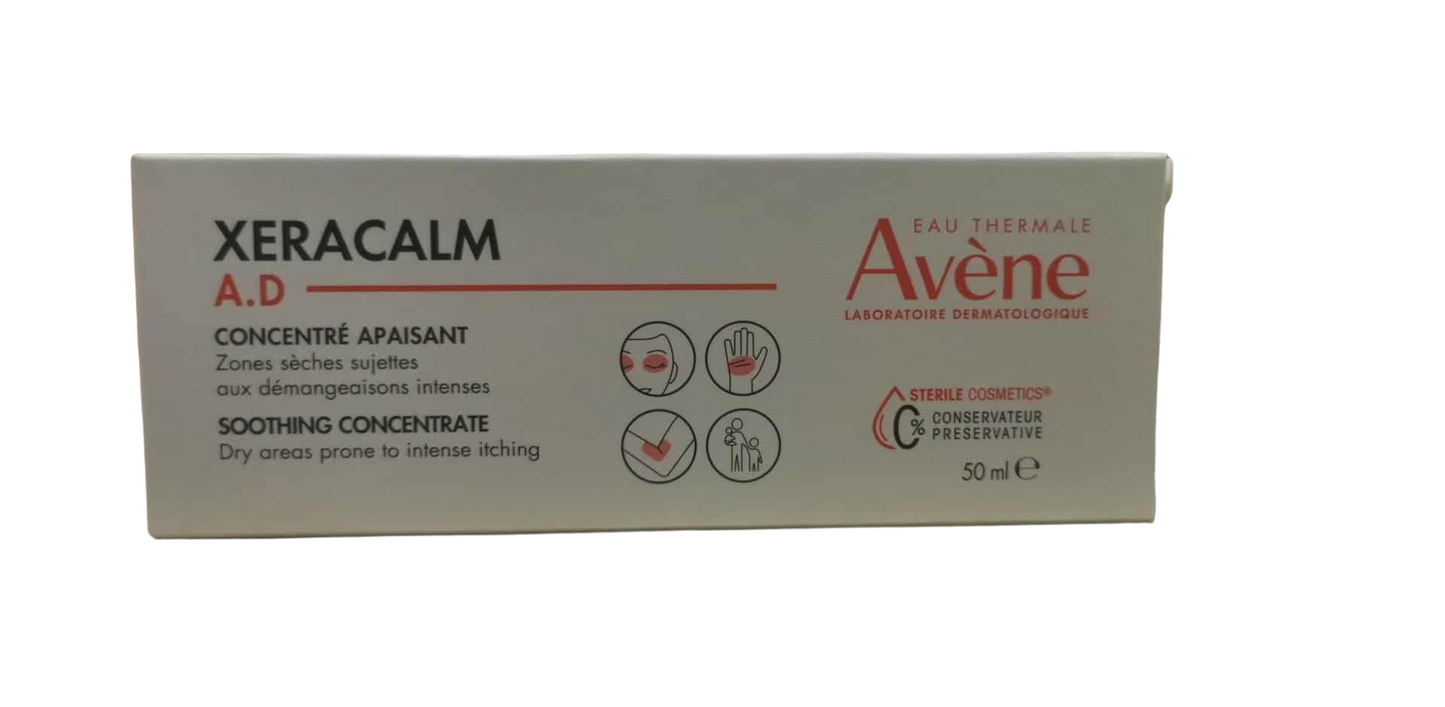 XERACALM
A.D
CONCENTRÉ APAISANT
Zones sèches sujettes
aux démangeaisons intenses
SOOTHING CONCENTRATE
Dry areas prone to intense itching
EAU THERMALE
Avène
LABORATOIRE DERMATOLOGIQUE
STERILE COSMETICS®
0% CONSERVATEUR
PRESERVATIVE
50 ml ℮